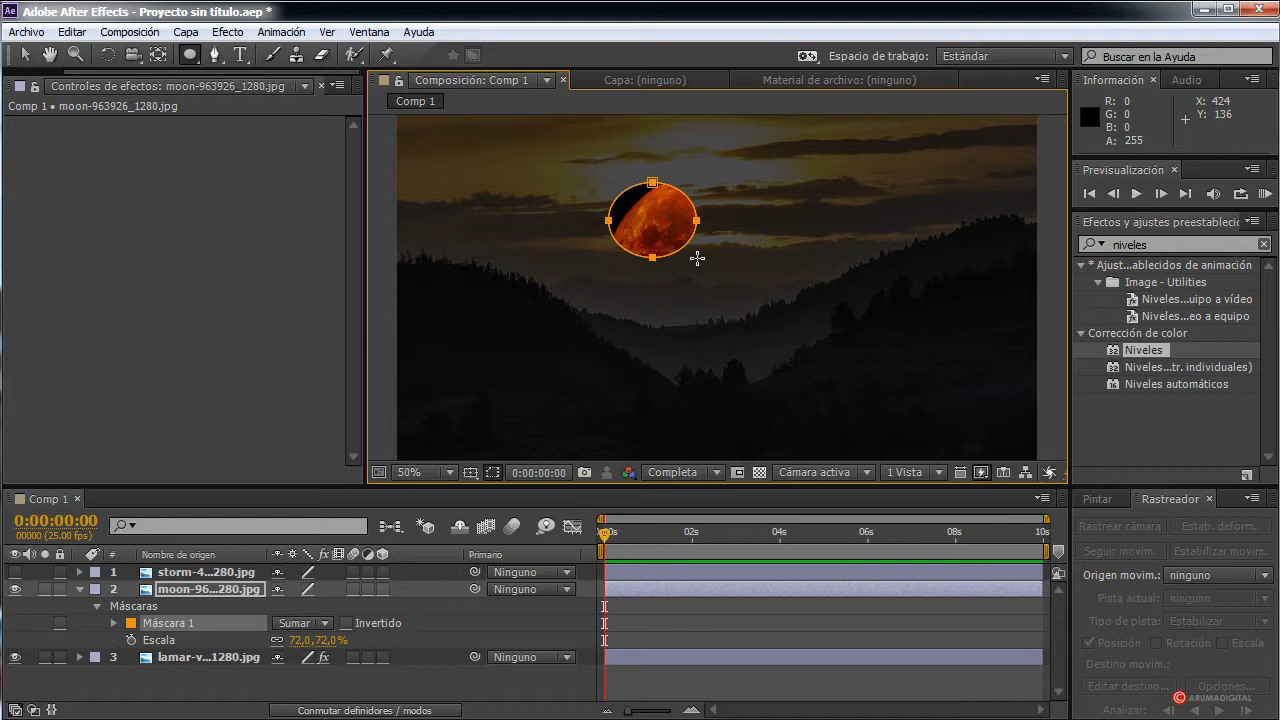 Adobe After Effects - Proyecto sin título.aep *
Archivo Editar Composición Capa Efecto Animación Ver Ventana Ayuda
Espacio de trabajo: Estándar Buscar en la Ayuda
Controles de efectos: moon-963926_1280.jpg
Composición: Comp 1 Capa: (ninguno) Material de archivo: (ninguno)
Información Audio
Comp 1 • moon-963926_1280.jpg
Comp 1
R: 0 X: 424
G: 0 Y: 136
B: 0
A: 255
Previsualización
Efectos y ajustes preestablecido
niveles
* Ajust...ablecidos de animación
Image - Utilities
Niveles...uipo a vídeo
Niveles...eo a equipo
Corrección de color
32 Niveles
32 Niveles...tr. individuales)
16 Niveles automáticos
50% 0:00:00:00 Completa Cámara activa 1 Vista
Comp 1
Pintar Rastreador
0:00:00:00
00000 (25.00 fps)
:00s 02s 04s 06s 08s 10s
Rastrear cámara Estab. deform.
Seguir movim. Estabilizar movim.
# Nombre de origen fx Primario
1 storm-4...280.jpg Ninguno
2 moon-96...280.jpg Ninguno
Máscaras
Máscara 1 Sumar Invertido
Escala 72,0,72,0%
3 lamar-v...1280.jpg fx Ninguno
Origen movim.: ninguno
Pista actual: ninguno
Tipo de pista: Estabilizar
Posición Rotación Escala
Destino movim.:
Editar destino... Opciones...
© ARUMADIGITAL
Analizar:
Conmutar definidores / modos